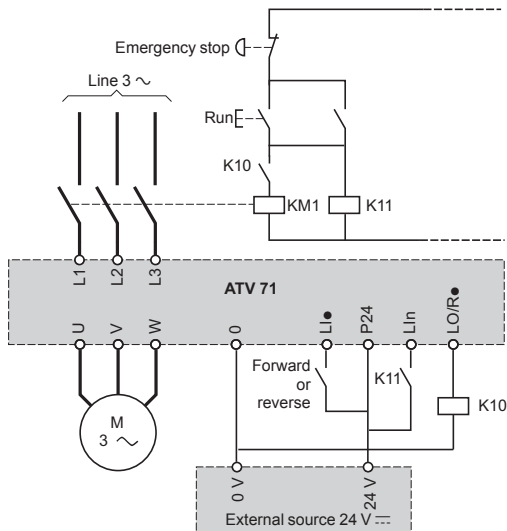 Emergency stop
Line 3 ~
Run
K10
KM1
K11
L1
L2
L3
ATV 71
U
V
W
0
LI●
P24
LIn
LO/R●
Forward
or
reverse
K11
K10
M
3 ~
0 V
24 V
External source 24 V ⎓